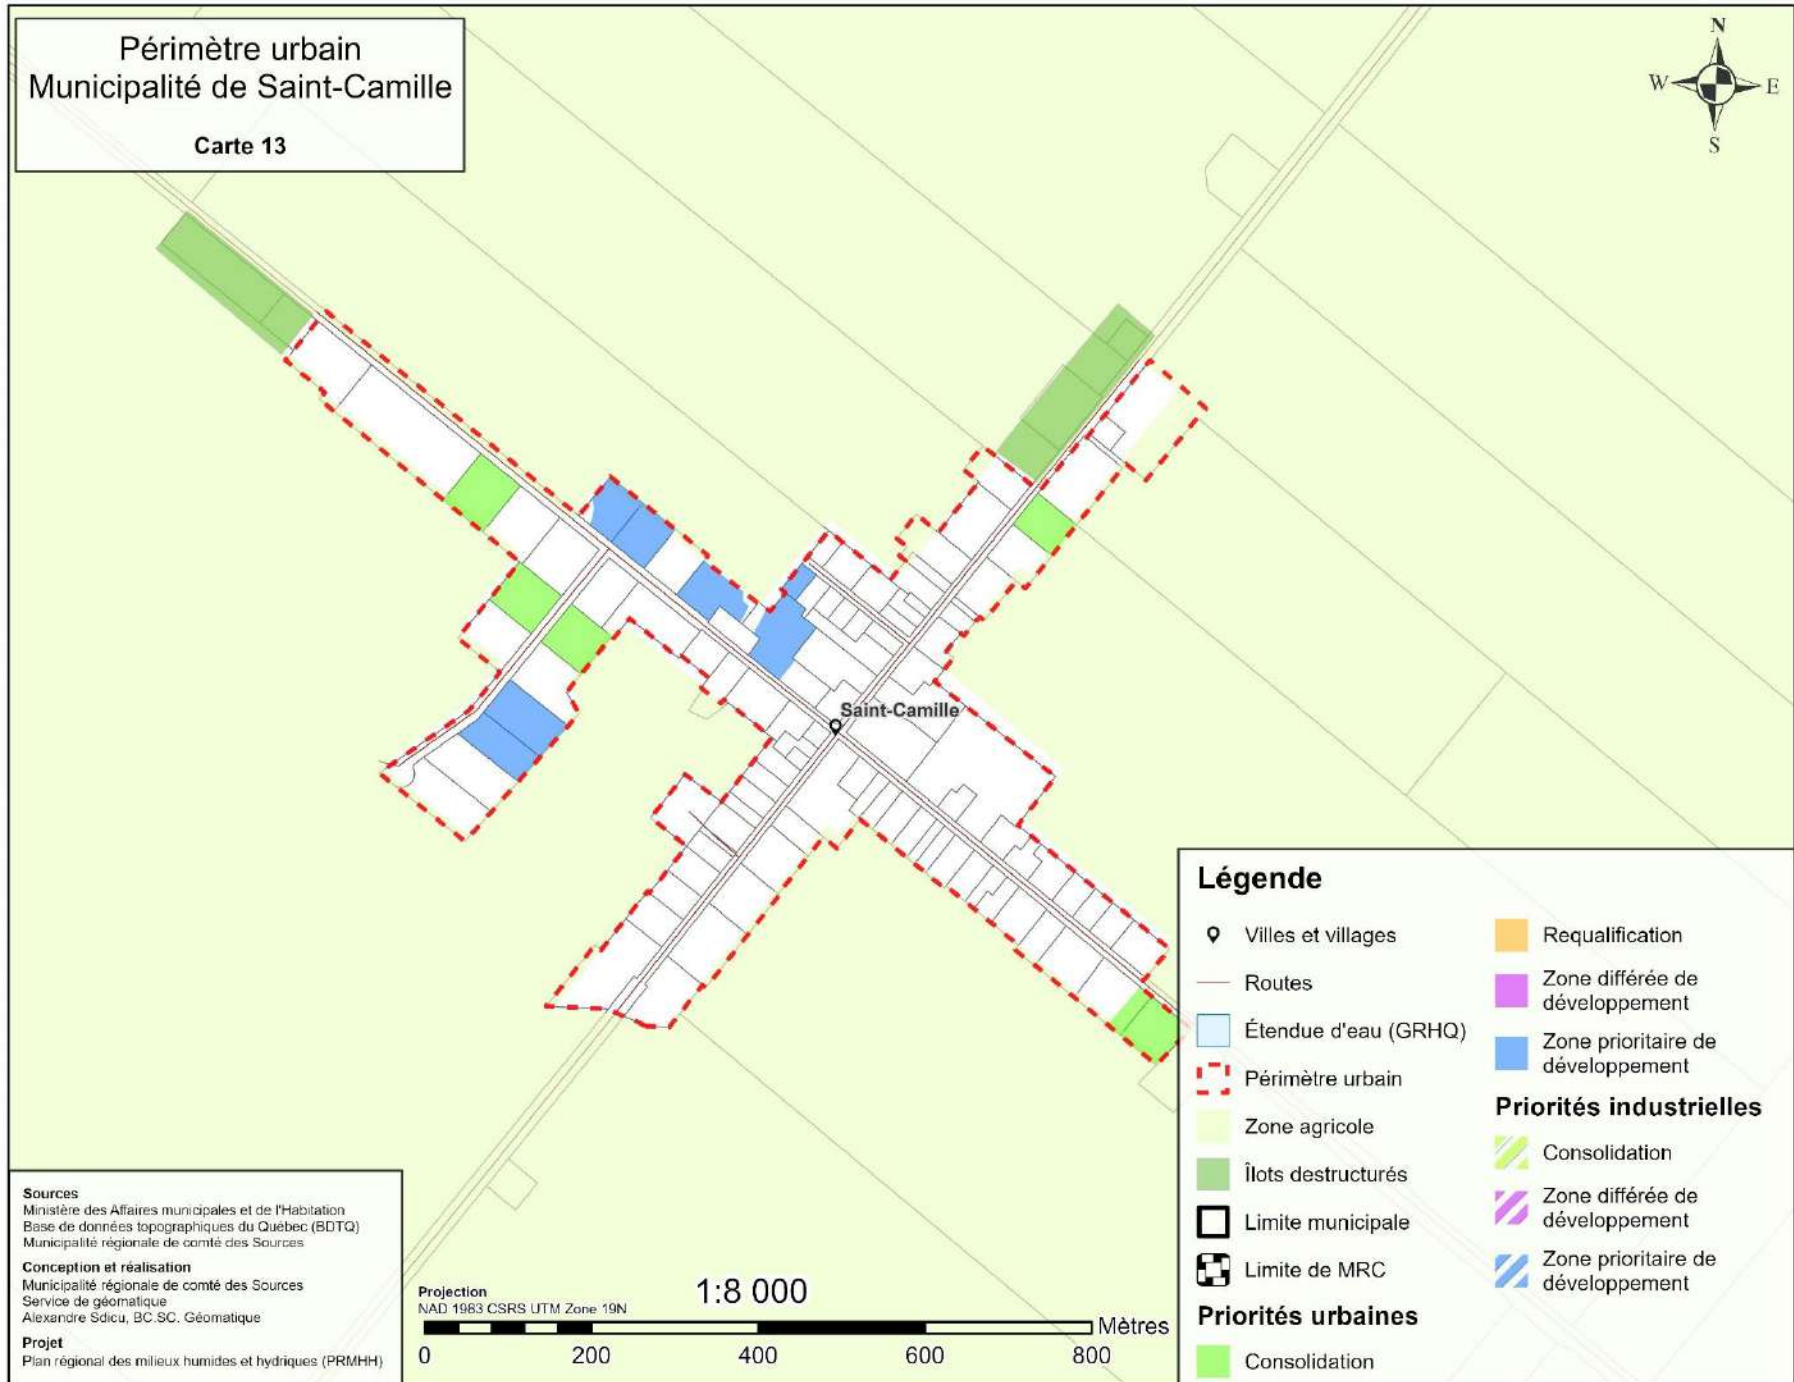 Périmètre urbain
Municipalité de Saint-Camille
Carte 13
N
W
E
S
Saint-Camille
Légende
Villes et villages
Routes
Étendue d'eau (GRHQ)
Périmètre urbain
Zone agricole
Îlots destructurés
Limite municipale
Limite de MRC
Priorités urbaines
Consolidation
Requalification
Zone différée de
développement
Zone prioritaire de
développement
Priorités industrielles
Consolidation
Zone différée de
développement
Zone prioritaire de
développement
Sources
Ministère des Affaires municipales et de l'Habitation
Base de données topographiques du Québec (BDTQ)
Municipalité régionale de comté des Sources
Conception et réalisation
Municipalité régionale de comté des Sources
Service de géomatique
Alexandre Sdicu, BC.SC. Géomatique
Projet
Plan régional des milieux humides et hydriques (PRMHH)
Projection
NAD 1983 CSRS UTM Zone 19N
1:8 000
Mètres
0 200 400 600 800